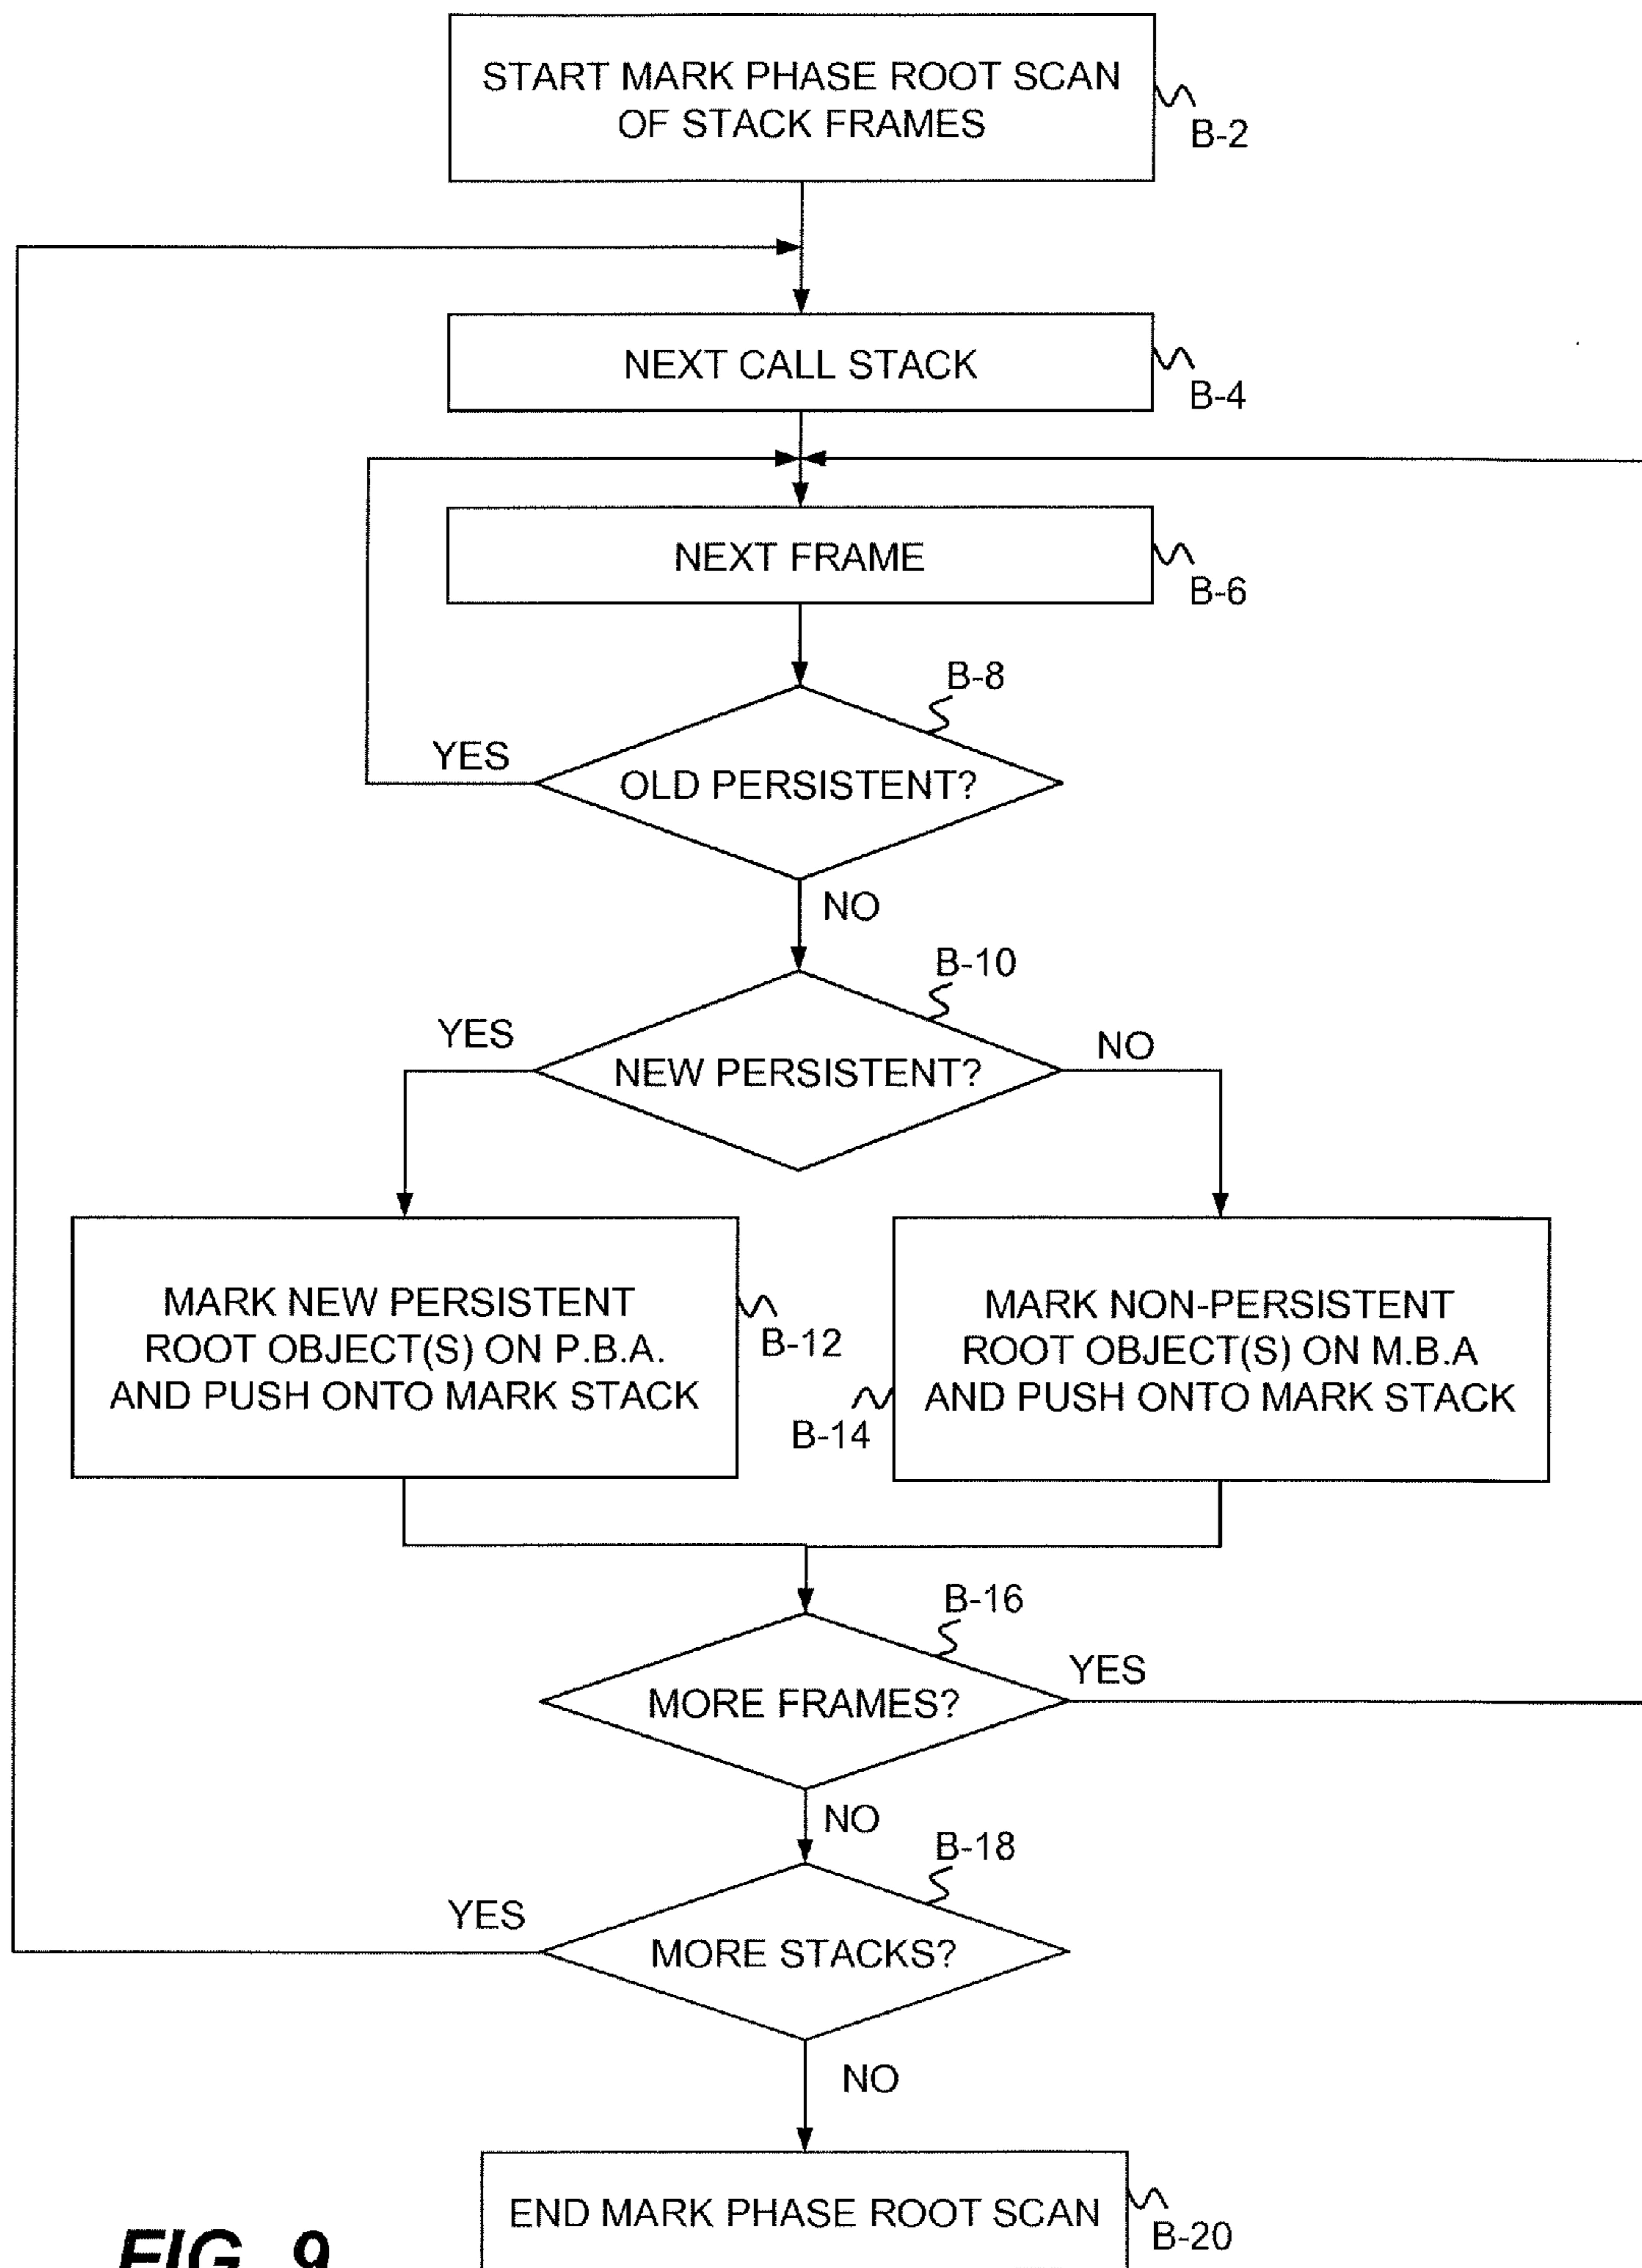 START MARK PHASE ROOT SCAN
OF STACK FRAMES
B-2
NEXT CALL STACK
B-4
NEXT FRAME
B-6
B-8
YES
OLD PERSISTENT?
NO
B-10
YES
NO
NEW PERSISTENT?
MARK NEW PERSISTENT
ROOT OBJECT(S) ON P.B.A.
AND PUSH ONTO MARK STACK
B-12
MARK NON-PERSISTENT
ROOT OBJECT(S) ON M.B.A
AND PUSH ONTO MARK STACK
B-14
B-16
YES
MORE FRAMES?
NO
B-18
YES
MORE STACKS?
NO
END MARK PHASE ROOT SCAN
B-20
FIG. 9